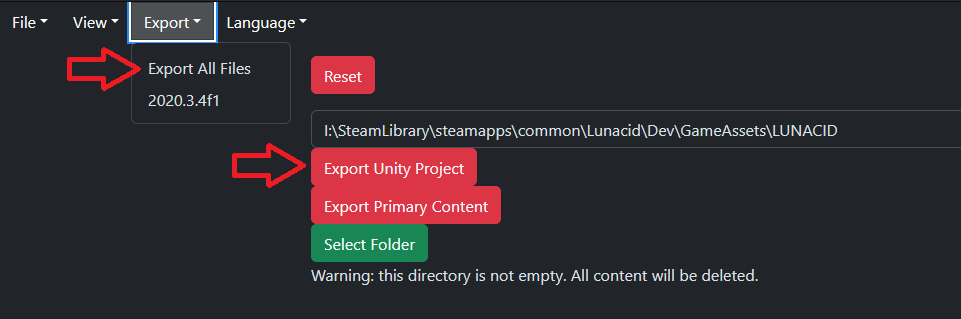 File View Export Language
Export All Files
2020.3.4f1
Reset
I:\SteamLibrary\steamapps\common\Lunacid\Dev\GameAssets\LUNACID
Export Unity Project
Export Primary Content
Select Folder
Warning: this directory is not empty. All content will be deleted.